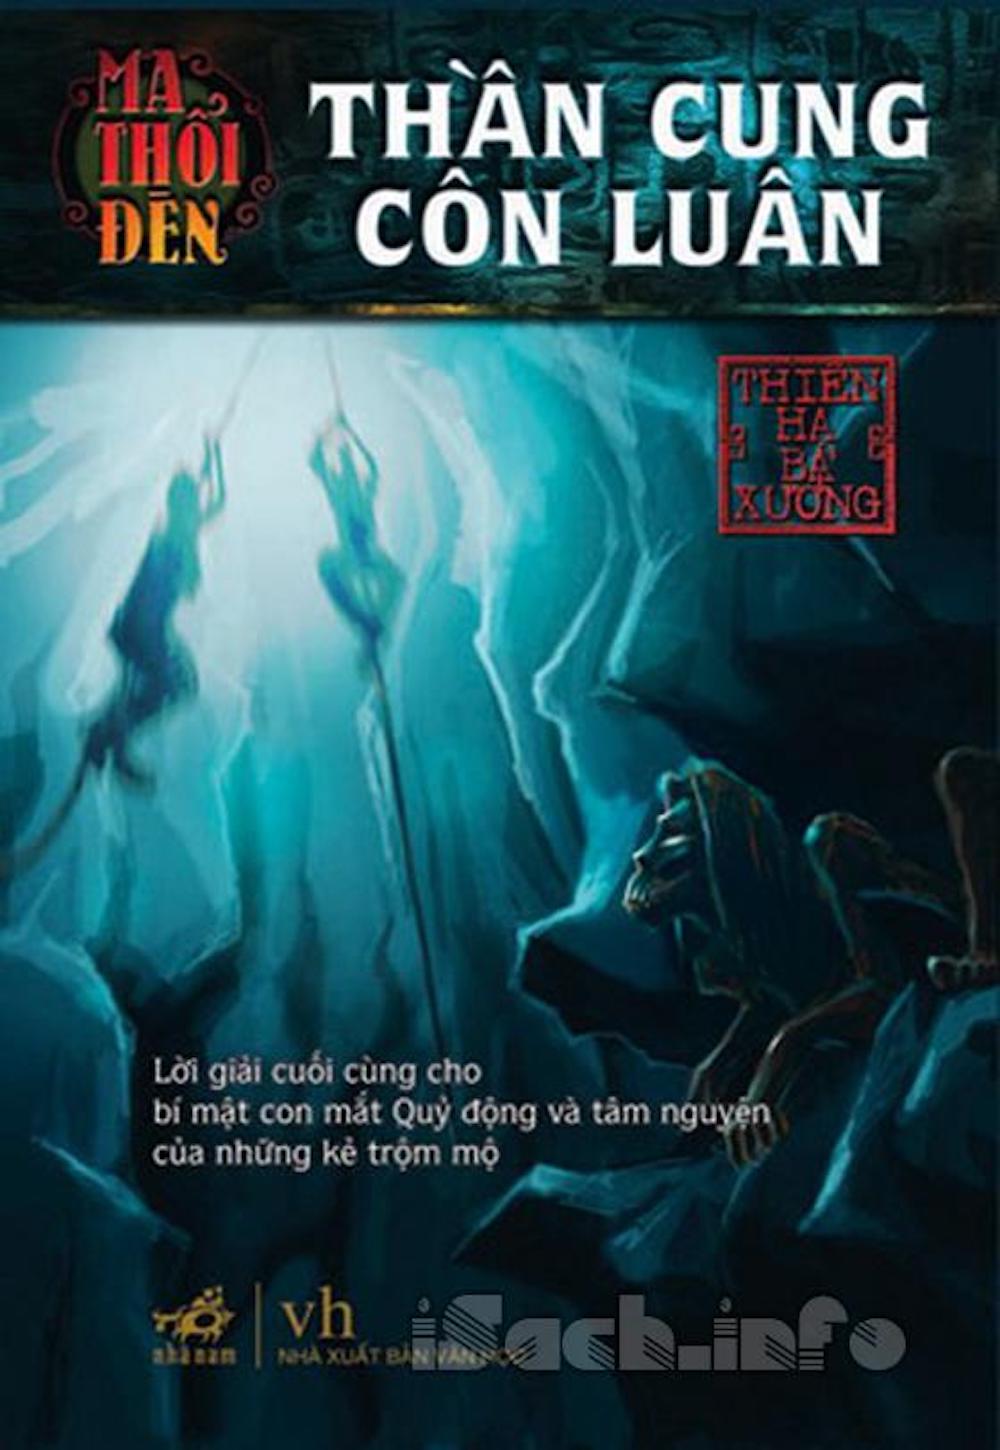 MA
THỔI
ĐÈN
THẦN CUNG
CÔN LUÂN
THIÊN
HẠ
BÁ
XƯỚNG
Lời giải cuối cùng cho
bí mật con mắt Quỷ động và tâm nguyện
của những kẻ trộm mộ
nhã nam
vh
NHÀ XUẤT BẢN VĂN HỌC
iSach.info